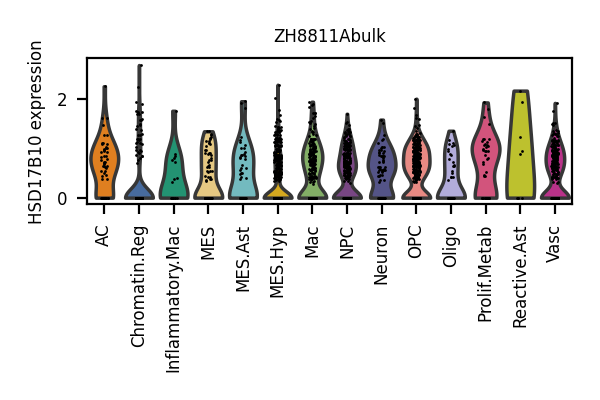 ZH8811Abulk
HSD17B10 expression
2
0
AC
Chromatin.Reg
Inflammatory.Mac
MES
MES.Ast
MES.Hyp
Mac
NPC
Neuron
OPC
Oligo
Prolif.Metab
Reactive.Ast
Vasc